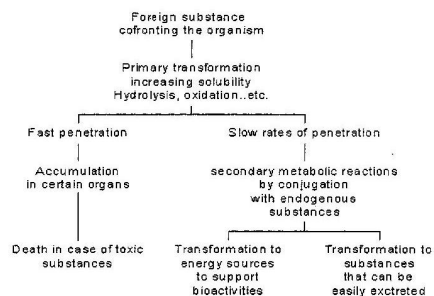 Foreign substance
cofronting the organism
Primary transformation
increasing solubility
Hydrolysis, oxidation..etc.
Fast penetration
Slow rates of penetration
Accumulation
in certain organs
secondary metabolic reactions
by conjugation
with endogenous
substances
Death in case of toxic
substances
Transformation to
energy sources
to support
bioactivities
Transformation to
substances
that can be
easily exctreted